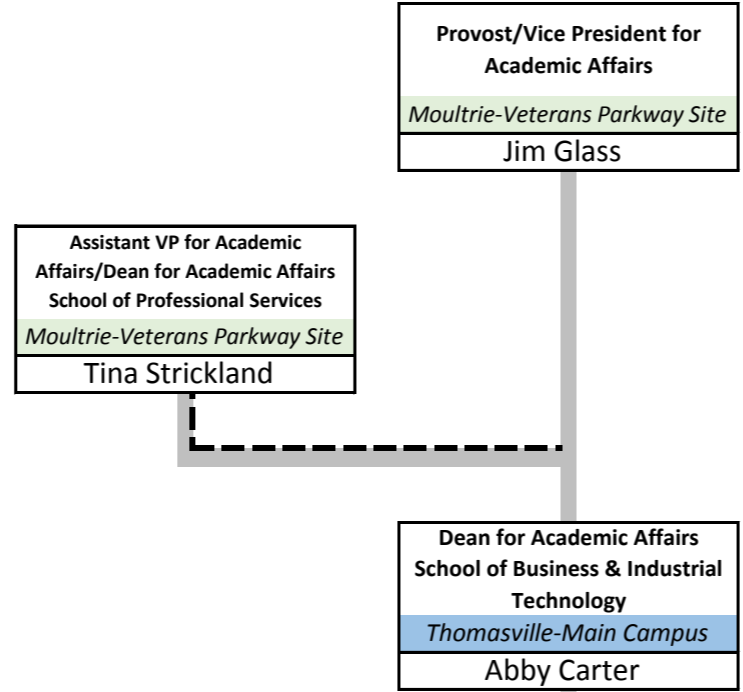 Provost/Vice President for
Academic Affairs
Moultrie-Veterans Parkway Site
Jim Glass
Assistant VP for Academic
Affairs/Dean for Academic Affairs
School of Professional Services
Moultrie-Veterans Parkway Site
Tina Strickland
Dean for Academic Affairs
School of Business & Industrial
Technology
Thomasville-Main Campus
Abby Carter